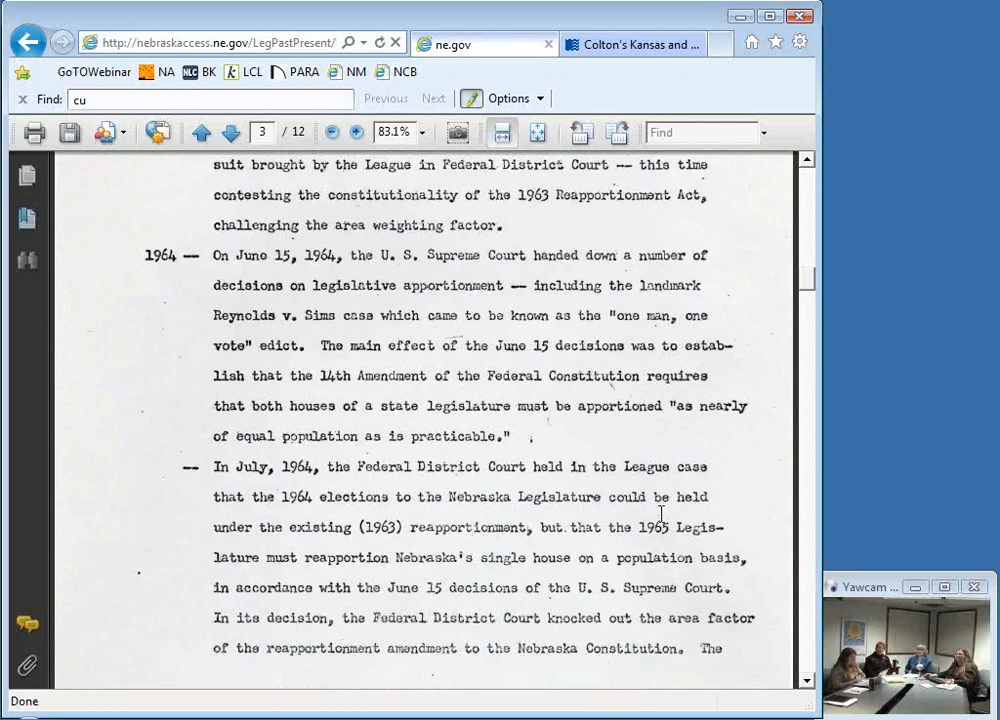 http://nebraskaccess.ne.gov/LegPastPresent/
ne.gov
Colton's Kansas and ...
GoTOWebinar NA NLC BK k LCL PARA NM NCB
x Find: cu Previous Next Options
3 / 12 83.1% Find
suit brought by the League in Federal District Court -- this time
contesting the constitutionality of the 1963 Reapportionment Act,
challenging the area weighting factor.
1964 -- On June 15, 1964, the U. S. Supreme Court handed down a number of
decisions on legislative apportionment -- including the landmark
Reynolds v. Sims case which came to be known as the "one man, one
vote" edict. The main effect of the June 15 decisions was to estab-
lish that the 14th Amendment of the Federal Constitution requires
that both houses of a state legislature must be apportioned "as nearly
of equal population as is practicable."
-- In July, 1964, the Federal District Court held in the League case
that the 1964 elections to the Nebraska Legislature could be held
under the existing (1963) reapportionment, but that the 1965 Legis-
lature must reapportion Nebraska's single house on a population basis,
in accordance with the June 15 decisions of the U. S. Supreme Court.
In its decision, the Federal District Court knocked out the area factor
of the reapportionment amendment to the Nebraska Constitution. The
Done
Yawcam ...